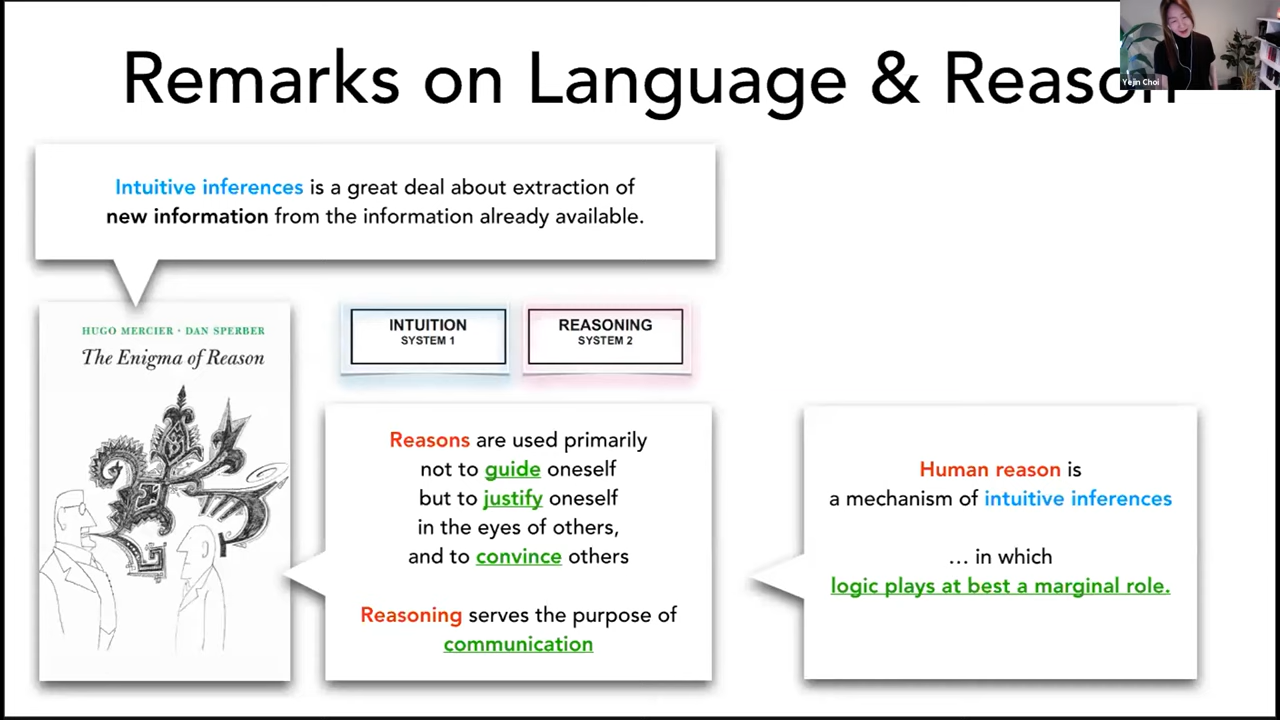 Remarks on Language & Reason
Yejin Choi
Intuitive inferences is a great deal about extraction of
new information from the information already available.
HUGO MERCIER · DAN SPERBER
The Enigma of Reason
INTUITION
SYSTEM 1
REASONING
SYSTEM 2
Reasons are used primarily
not to guide oneself
but to justify oneself
in the eyes of others,
and to convince others
Reasoning serves the purpose of
communication
Human reason is
a mechanism of intuitive inferences
… in which
logic plays at best a marginal role.